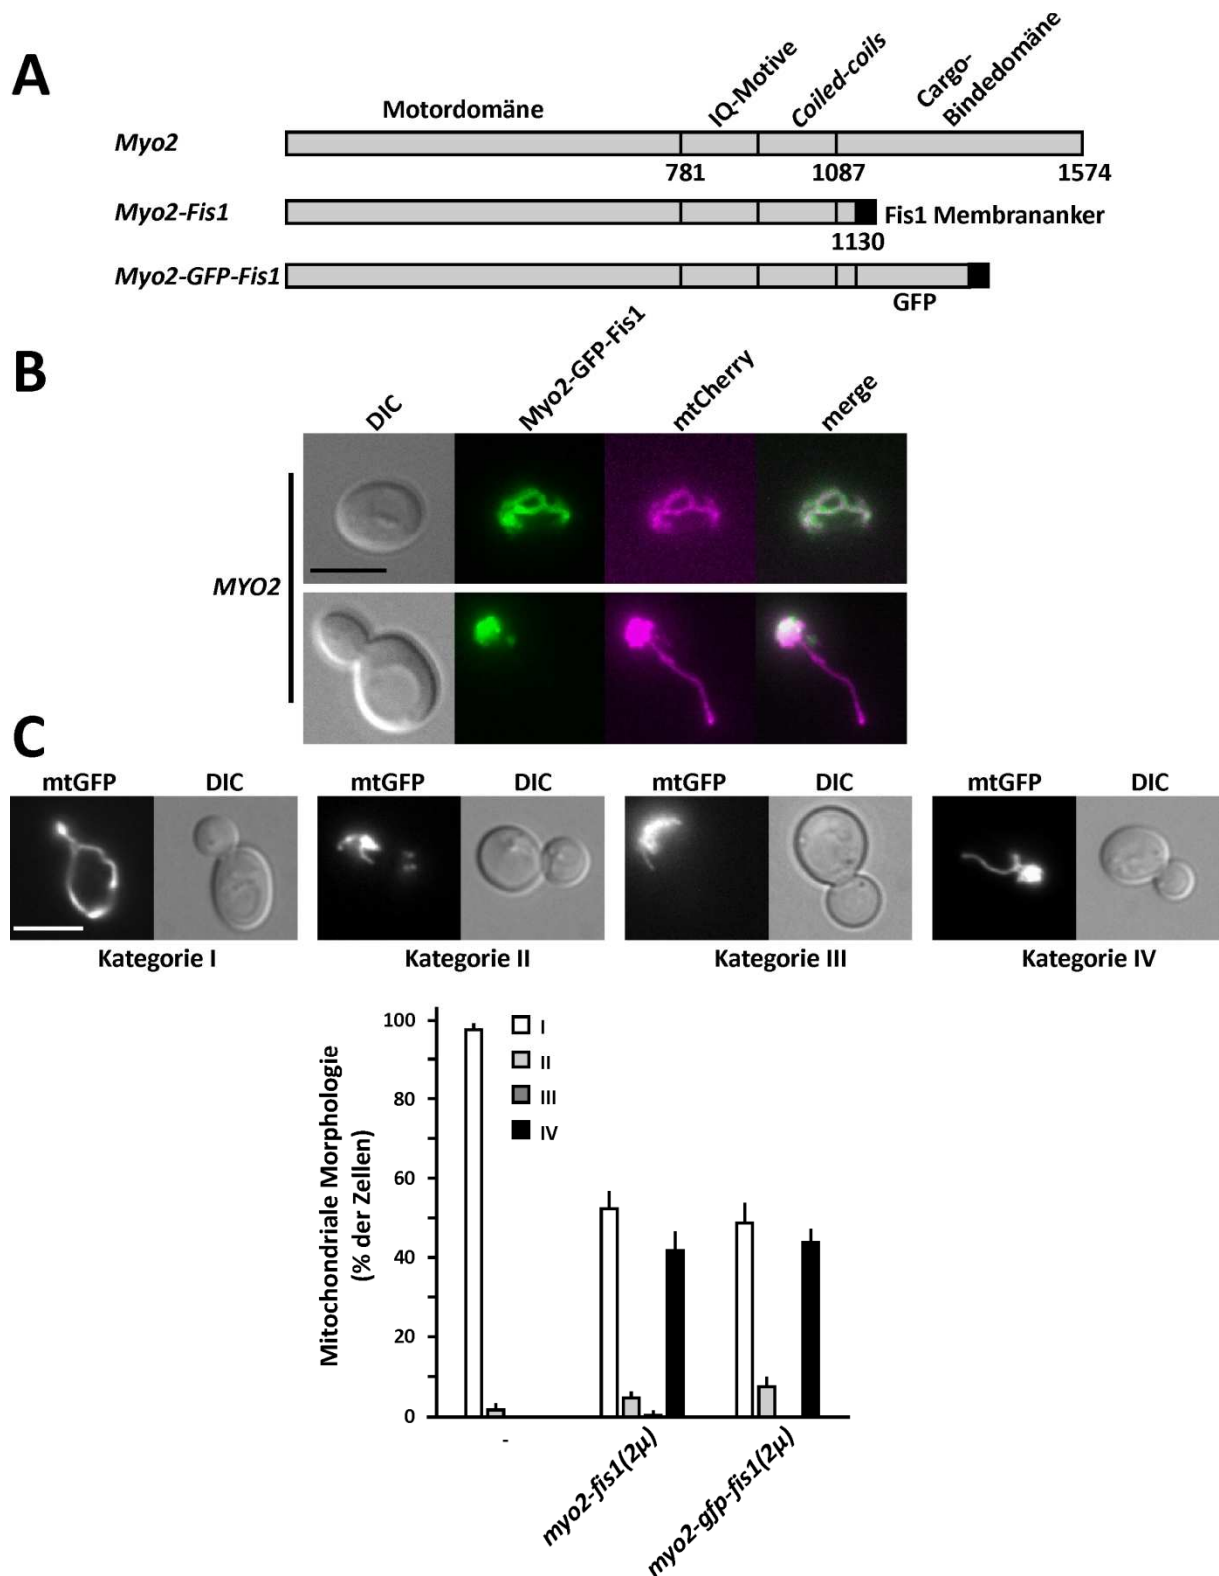 A
Motordomäne
IQ-Motive
Coiled-coils
Cargo-
Bindedomäne
Myo2
781
1087
1574
Myo2-Fis1
Fis1 Membrananker
1130
Myo2-GFP-Fis1
GFP
B
DIC
Myo2-GFP-Fis1
mtCherry
merge
MYO2
C
mtGFP DIC mtGFP DIC mtGFP DIC mtGFP DIC
Kategorie I Kategorie II Kategorie III Kategorie IV
Mitochondriale Morphologie
(% der Zellen)
100
80
60
40
20
0
I
II
III
IV
-
myo2-fis1(2µ)
myo2-gfp-fis1(2µ)